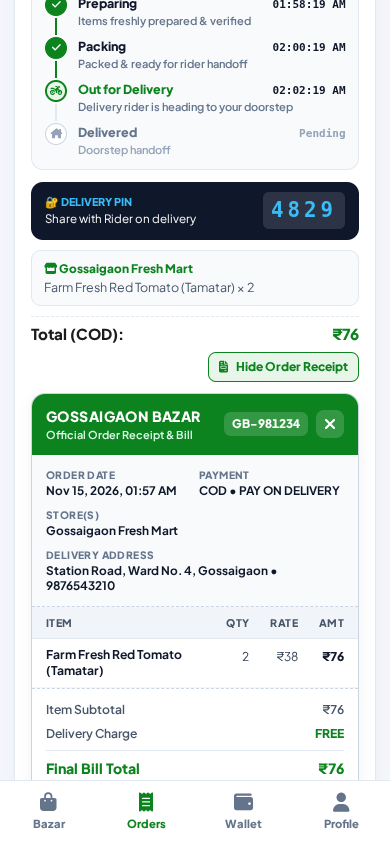 Preparing 01:58:19 AM
Items freshly prepared & verified
Packing 02:00:19 AM
Packed & ready for rider handoff
Out for Delivery 02:02:19 AM
Delivery rider is heading to your doorstep
Delivered Pending
Doorstep handoff
🔐 DELIVERY PIN
Share with Rider on delivery
4829
Gossaigaon Fresh Mart
Farm Fresh Red Tomato (Tamatar) × 2
Total (COD): ₹76
Hide Order Receipt
GOSSAIGAON BAZAR
Official Order Receipt & Bill
GB-981234
ORDER DATE PAYMENT
Nov 15, 2026, 01:57 AM COD • PAY ON DELIVERY
STORE(S)
Gossaigaon Fresh Mart
DELIVERY ADDRESS
Station Road, Ward No. 4, Gossaigaon •
9876543210
ITEM QTY RATE AMT
Farm Fresh Red Tomato 2 ₹38 ₹76
(Tamatar)
Item Subtotal ₹76
Delivery Charge FREE
Final Bill Total ₹76
Bazar Orders Wallet Profile